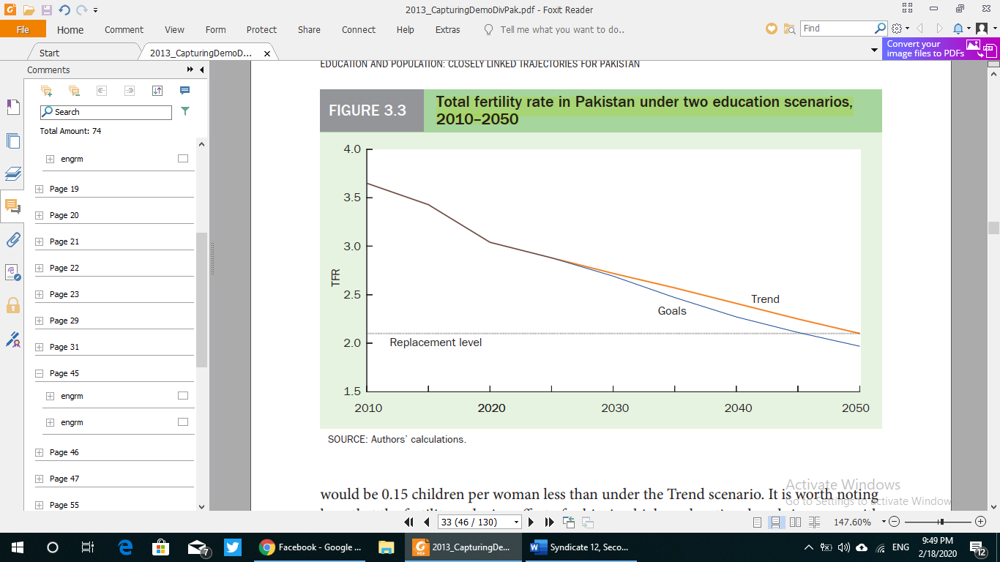 2013_CapturingDemoDivPak.pdf - Foxit Reader
File Home Comment View Form Protect Share Connect Help Extras Tell me what you want to do.. Find
Start 2013_CapturingDemoD... x
Convert your
image files to PDFs
PDF
Comments
Search
Total Amount: 74
engrm
Page 19
Page 20
Page 21
Page 22
Page 23
Page 29
Page 31
Page 45
engrm
engrm
Page 46
Page 47
Page 55
EDUCATION AND POPULATION: CLOSELY LINKED TRAJECTORIES FOR PAKISTAN
FIGURE 3.3
Total fertility rate in Pakistan under two education scenarios,
2010–2050
4.0
3.5
3.0
2.5
2.0
1.5
TFR
Trend
Goals
Replacement level
2010 2020 2030 2040 2050
SOURCE: Authors’ calculations.
would be 0.15 children per woman less than under the Trend scenario. It is worth noting
Activate Windows
Go to Settings to activate Window
33 (46 / 130)
147.60%
7
Facebook - Google ...
PDF
2013_CapturingDe...
Syndicate 12, Seco...
ENG
9:49 PM
2/18/2020
12